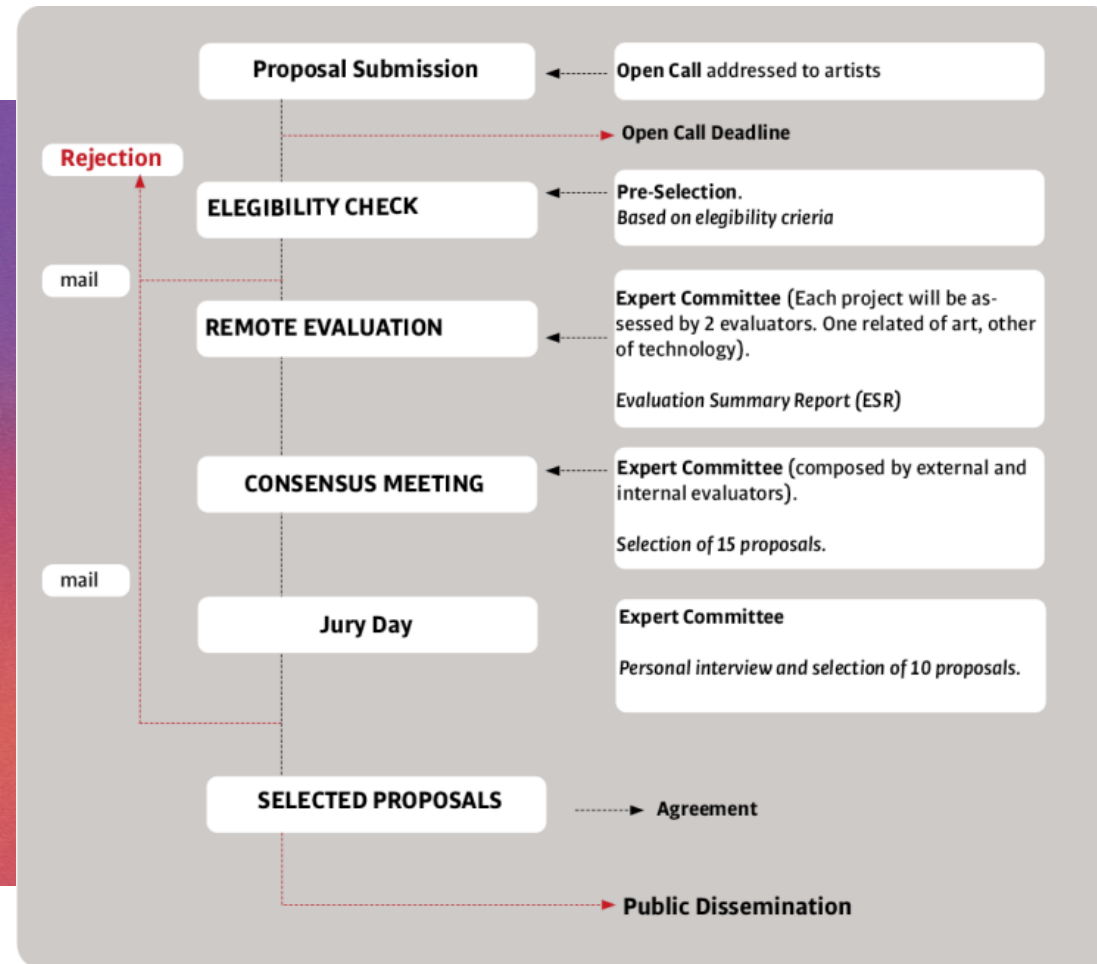 Proposal Submission
Open Call addressed to artists
Open Call Deadline
Rejection
ELEGIBILITY CHECK
Pre-Selection.
Based on elegibility crieria
mail
REMOTE EVALUATION
Expert Committee (Each project will be as-
sessed by 2 evaluators. One related of art, other
of technology).
Evaluation Summary Report (ESR)
CONSENSUS MEETING
Expert Committee (composed by external and
internal evaluators).
Selection of 15 proposals.
mail
Jury Day
Expert Committee
Personal interview and selection of 10 proposals.
SELECTED PROPOSALS
Agreement
Public Dissemination